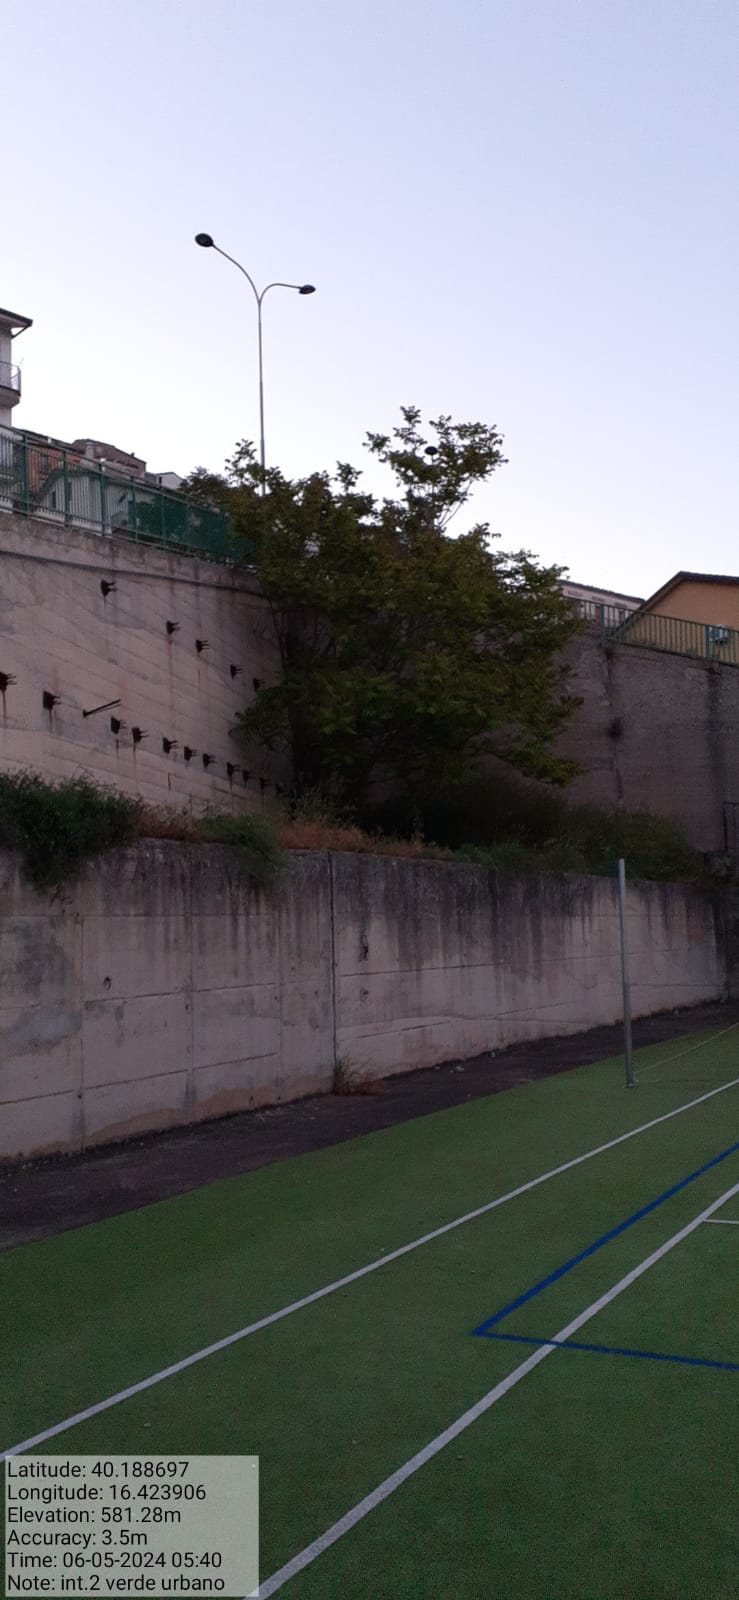 Latitude: 40.188697
Longitude: 16.423906
Elevation: 581.28m
Accuracy: 3.5m
Time: 06-05-2024 05:40
Note: int.2 verde urbano